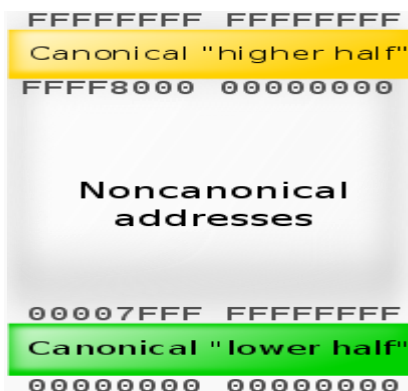 FFFFFFFF FFFFFFFF
Canonical "higher half"
FFFF8000 00000000
Noncanonical
addresses
00007FFF FFFFFFFF
Canonical "lower half"
00000000 00000000